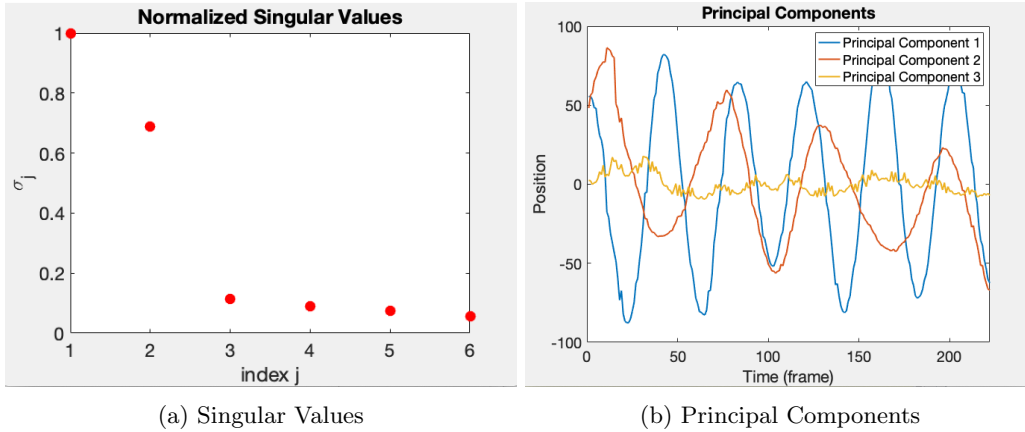 Normalized Singular Values
1
0.8
0.6
0.4
0.2
0
σj
1 2 3 4 5 6
index j
(a) Singular Values
Principal Components
Principal Component 1
Principal Component 2
Principal Component 3
100
50
0
-50
-100
Position
0 50 100 150 200
Time (frame)
(b) Principal Components